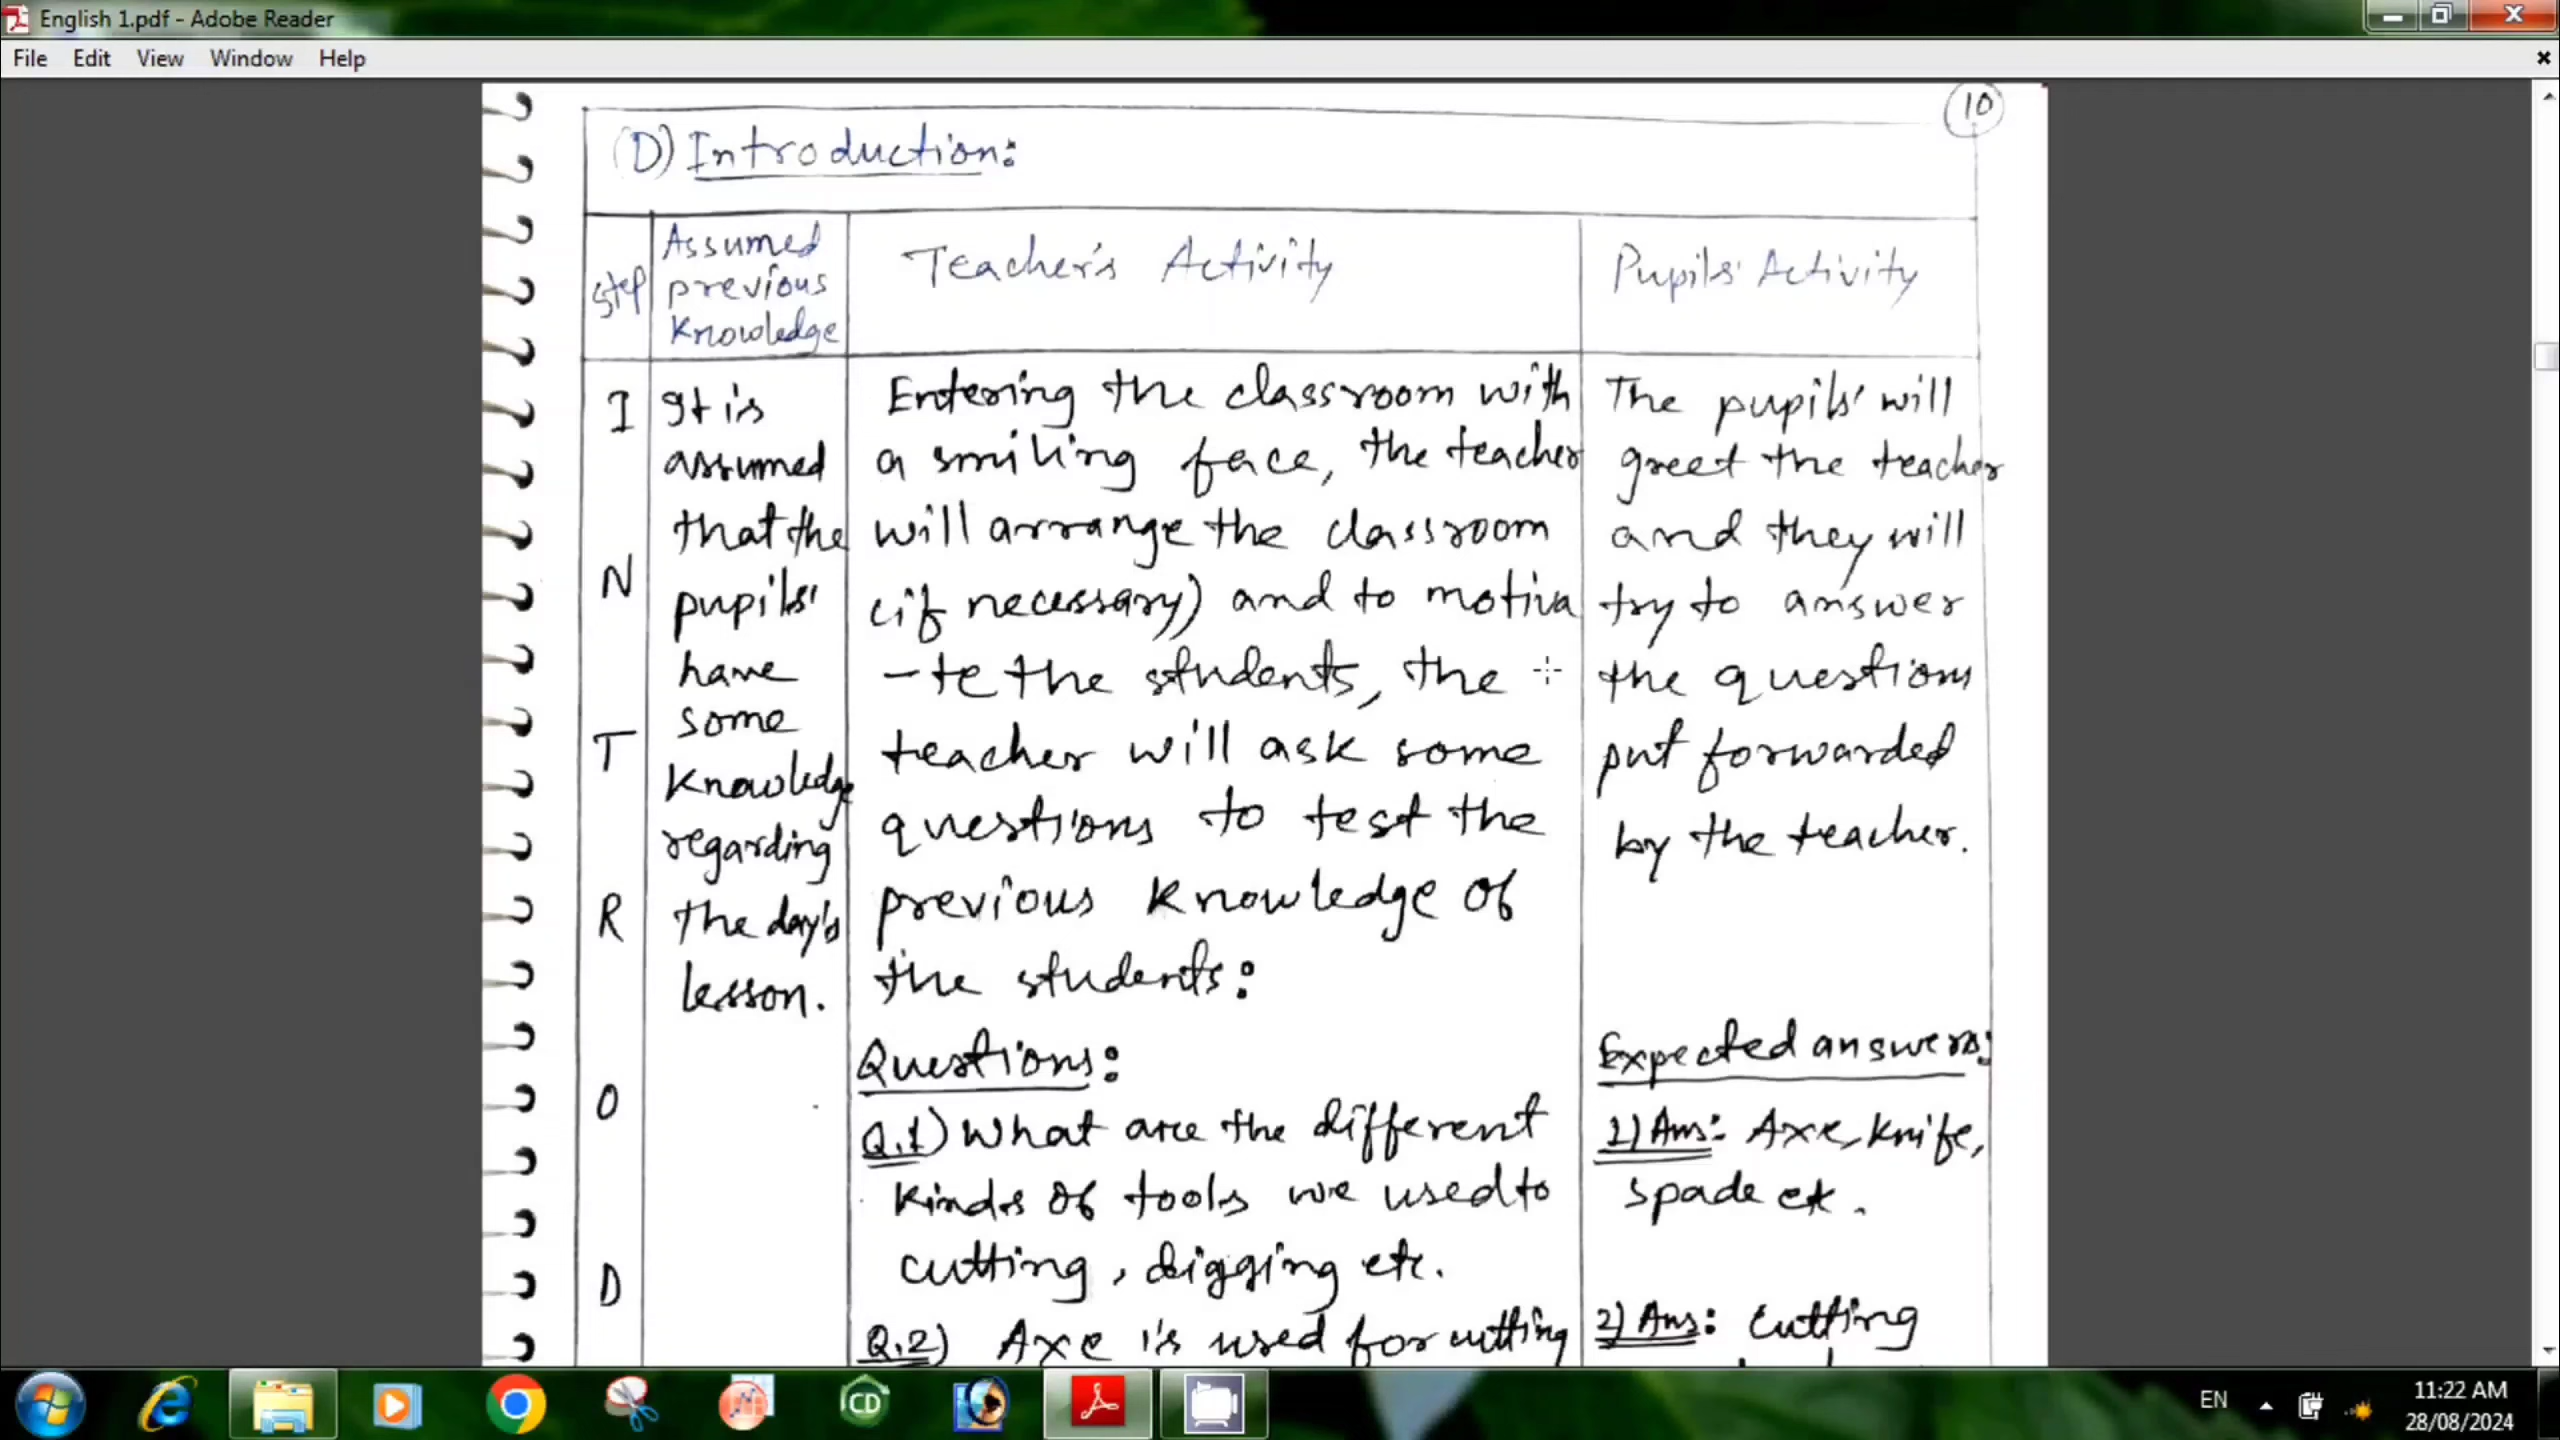 English 1.pdf - Adobe Reader
File Edit View Window Help
10
(D) Introduction:
Step
Assumed
previous
Knowledge
Teacher's Activity
Pupils' Activity
I
N
T
R
O
D
It is
assumed
that the
pupils'
have
some
Knowledge
regarding
the day's
lesson.
Entering the classroom with
a smiling face, the teacher
will arrange the classroom
(if necessary) and to motiva
-te the students, the
teacher will ask some
questions to test the
previous Knowledge of
the students:
Questions:
Q.1) What are the different
kinds of tools we used to
cutting, digging etc.
Q.2) Axe is used for cutting
The pupils' will
greet the teacher
and they will
try to answer
the questions
put forwarded
by the teacher.
Expected answers:
1) Ans: Axe, knife,
spade etc.
2) Ans: Cutting
CD
EN
11:22 AM
28/08/2024